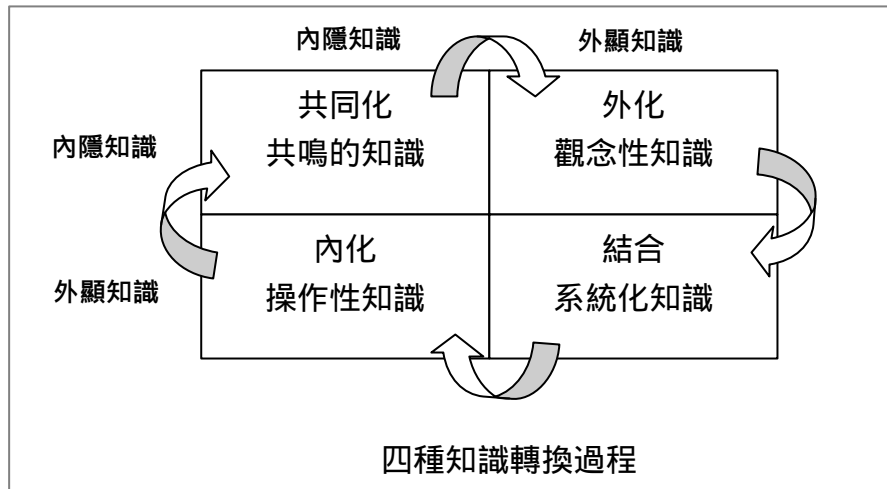 內隱知識 外顯知識
內隱知識
共同化
共鳴的知識
外化
觀念性知識
外顯知識
內化
操作性知識
結合
系統化知識
四種知識轉換過程